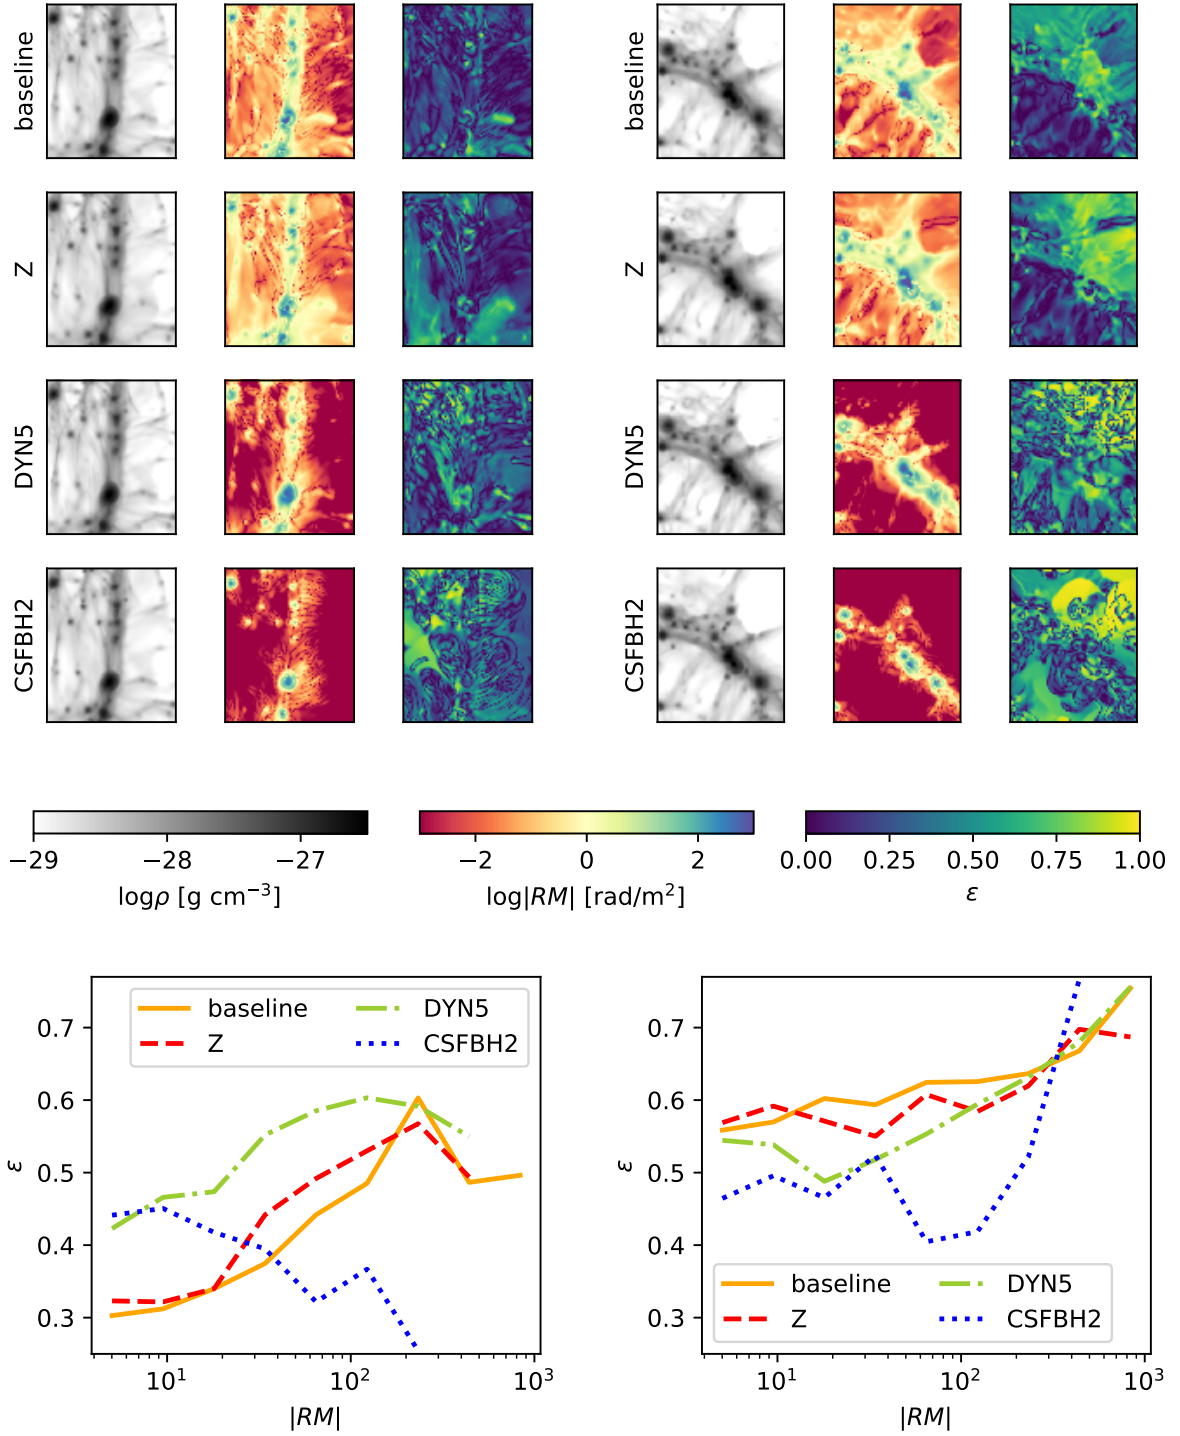 baseline
baseline
Z
Z
DYN5
DYN5
CSFBH2
CSFBH2
−29 −28 −27
logρ [g cm⁻³]
−2 0 2
log|RM| [rad/m²]
0.00 0.25 0.50 0.75 1.00
ε
baseline DYN5
Z CSFBH2
0.7
0.6
0.5
0.4
0.3
ε
10¹ 10² 10³
|RM|
0.7
0.6
0.5
0.4
0.3
ε
baseline DYN5
Z CSFBH2
10¹ 10² 10³
|RM|